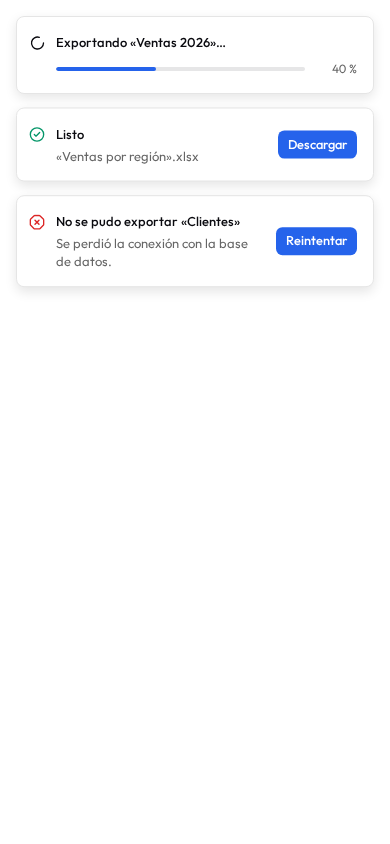 Exportando «Ventas 2026»…
40 %
Listo
«Ventas por región».xlsx
Descargar
No se pudo exportar «Clientes»
Se perdió la conexión con la base
de datos.
Reintentar